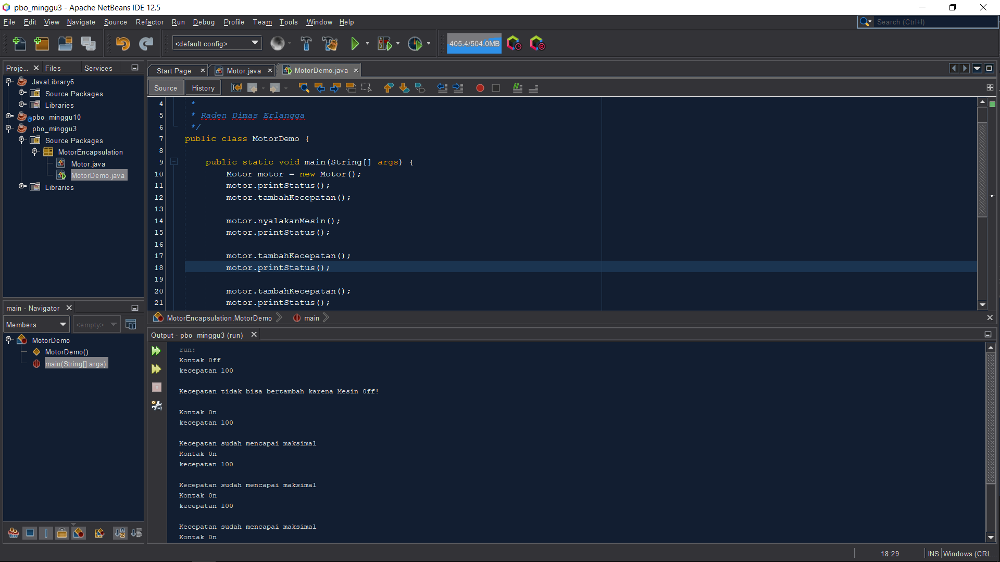 pbo_minggu3 - Apache NetBeans IDE 12.5
File Edit View Navigate Source Refactor Run Debug Profile Team Tools Window Help
Search (Ctrl+I)
<default config>
405.4/504.0MB
Proje... Files Services
JavaLibrary6
Source Packages
Libraries
pbo_minggu10
pbo_minggu3
Source Packages
MotorEncapsulation
Motor.java
MotorDemo.java
Libraries
Start Page Motor.java MotorDemo.java
Source History
4 *
5 * Raden Dimas Erlangga
6 */
7 public class MotorDemo {
8
9 public static void main(String[] args) {
10 Motor motor = new Motor();
11 motor.printStatus();
12 motor.tambahKecepatan();
13
14 motor.nyalakanMesin();
15 motor.printStatus();
16
17 motor.tambahKecepatan();
18 motor.printStatus();
19
20 motor.tambahKecepatan();
21 motor.printStatus();
MotorEncapsulation.MotorDemo main
main - Navigator
Members <empty>
MotorDemo
MotorDemo()
main(String[] args)
Output - pbo_minggu3 (run)
run:
Kontak Off
kecepatan 100
Kecepatan tidak bisa bertambah karena Mesin Off!
Kontak On
kecepatan 100
Kecepatan sudah mencapai maksimal
Kontak On
kecepatan 100
Kecepatan sudah mencapai maksimal
Kontak On
kecepatan 100
Kecepatan sudah mencapai maksimal
Kontak On
18:29 INS Windows (CRL...